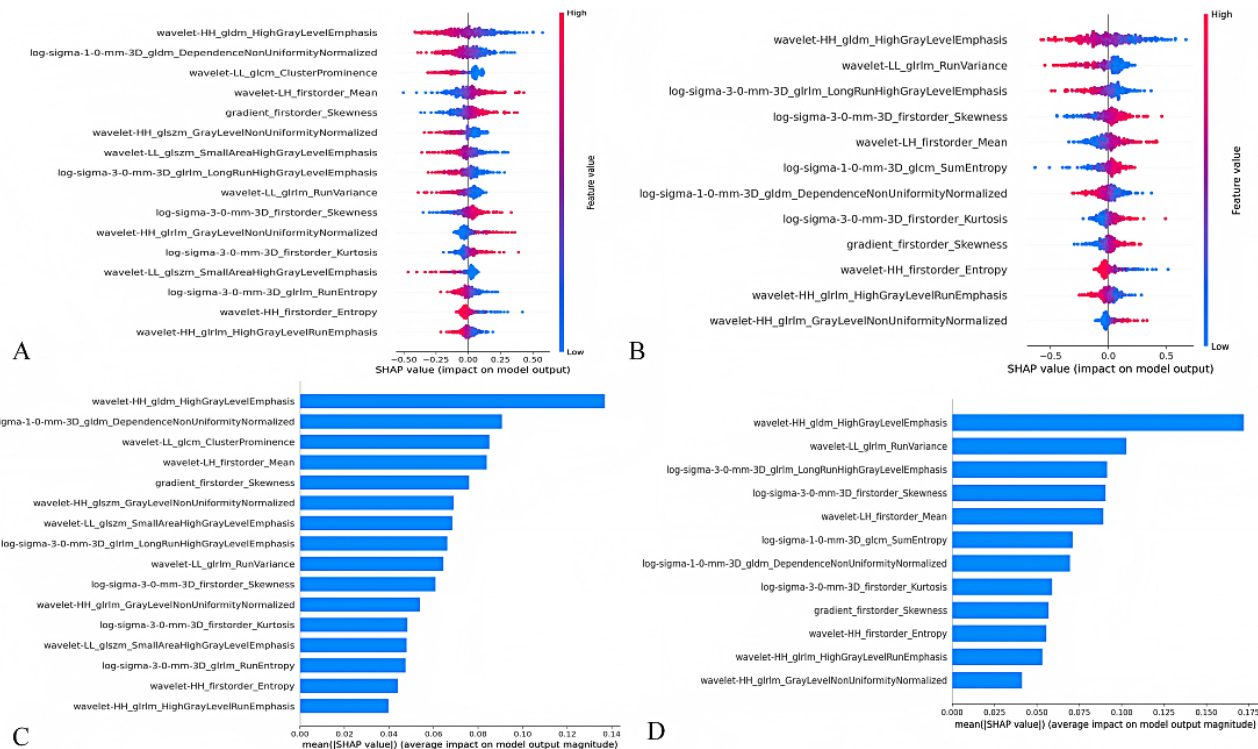 wavelet-HH_gldm_HighGrayLevelEmphasis
log-sigma-1-0-mm-3D_gldm_DependenceNonUniformityNormalized
wavelet-LL_glcm_ClusterProminence
wavelet-LH_firstorder_Mean
gradient_firstorder_Skewness
wavelet-HH_glszm_GrayLevelNonUniformityNormalized
wavelet-LL_glszm_SmallAreaHighGrayLevelEmphasis
log-sigma-3-0-mm-3D_glrlm_LongRunHighGrayLevelEmphasis
wavelet-LL_glrlm_RunVariance
log-sigma-3-0-mm-3D_firstorder_Skewness
wavelet-HH_glrlm_GrayLevelNonUniformityNormalized
log-sigma-3-0-mm-3D_firstorder_Kurtosis
wavelet-LL_glszm_SmallAreaHighGrayLevelEmphasis
log-sigma-3-0-mm-3D_glrlm_RunEntropy
wavelet-HH_firstorder_Entropy
wavelet-HH_glrlm_HighGrayLevelRunEmphasis
−0.50 −0.25 0.00 0.25 0.50
SHAP value (impact on model output)
High
Feature value
Low
A
wavelet-HH_gldm_HighGrayLevelEmphasis
wavelet-LL_glrlm_RunVariance
log-sigma-3-0-mm-3D_glrlm_LongRunHighGrayLevelEmphasis
log-sigma-3-0-mm-3D_firstorder_Skewness
wavelet-LH_firstorder_Mean
log-sigma-1-0-mm-3D_glcm_SumEntropy
log-sigma-1-0-mm-3D_gldm_DependenceNonUniformityNormalized
log-sigma-3-0-mm-3D_firstorder_Kurtosis
gradient_firstorder_Skewness
wavelet-HH_firstorder_Entropy
wavelet-HH_glrlm_HighGrayLevelRunEmphasis
wavelet-HH_glrlm_GrayLevelNonUniformityNormalized
−0.5 0.0 0.5
SHAP value (impact on model output)
High
Feature value
Low
B
wavelet-HH_gldm_HighGrayLevelEmphasis
igma-1-0-mm-3D_gldm_DependenceNonUniformityNormalized
wavelet-LL_glcm_ClusterProminence
wavelet-LH_firstorder_Mean
gradient_firstorder_Skewness
wavelet-HH_glszm_GrayLevelNonUniformityNormalized
wavelet-LL_glszm_SmallAreaHighGrayLevelEmphasis
log-sigma-3-0-mm-3D_glrlm_LongRunHighGrayLevelEmphasis
wavelet-LL_glrlm_RunVariance
log-sigma-3-0-mm-3D_firstorder_Skewness
wavelet-HH_glrlm_GrayLevelNonUniformityNormalized
log-sigma-3-0-mm-3D_firstorder_Kurtosis
wavelet-LL_glszm_SmallAreaHighGrayLevelEmphasis
log-sigma-3-0-mm-3D_glrlm_RunEntropy
wavelet-HH_firstorder_Entropy
wavelet-HH_glrlm_HighGrayLevelRunEmphasis
0.00 0.02 0.04 0.06 0.08 0.10 0.12 0.14
mean(|SHAP value|) (average impact on model output magnitude)
C
wavelet-HH_gldm_HighGrayLevelEmphasis
wavelet-LL_glrlm_RunVariance
log-sigma-3-0-mm-3D_glrlm_LongRunHighGrayLevelEmphasis
log-sigma-3-0-mm-3D_firstorder_Skewness
wavelet-LH_firstorder_Mean
log-sigma-1-0-mm-3D_glcm_SumEntropy
log-sigma-1-0-mm-3D_gldm_DependenceNonUniformityNormalized
log-sigma-3-0-mm-3D_firstorder_Kurtosis
gradient_firstorder_Skewness
wavelet-HH_firstorder_Entropy
wavelet-HH_glrlm_HighGrayLevelRunEmphasis
wavelet-HH_glrlm_GrayLevelNonUniformityNormalized
0.000 0.025 0.050 0.075 0.100 0.125 0.150 0.175
mean(|SHAP value|) (average impact on model output magnitude)
D